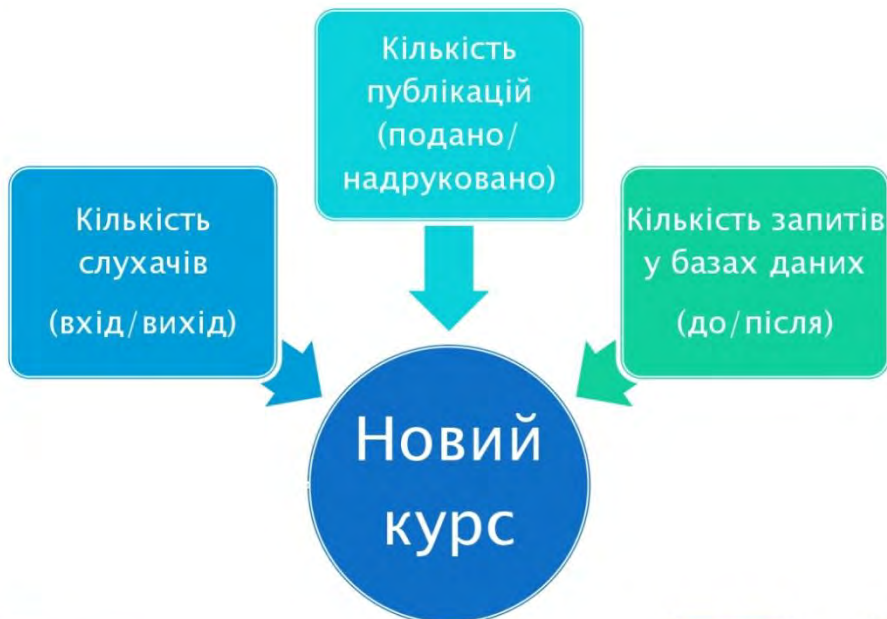 Кількість
публікацій
(подано/
надруковано)
Кількість
слухачів
(вхід/вихід)
Кількість запитів
у базах даних
(до/після)
Новий
курс